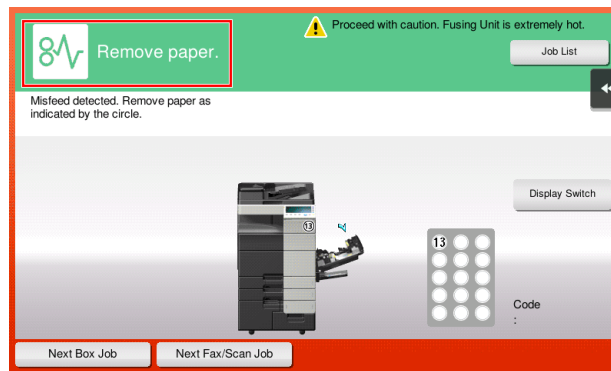 Proceed with caution. Fusing Unit is extremely hot.
Remove paper.
Job List
Misfeed detected. Remove paper as
indicated by the circle.
Display Switch
13
13
Code
:
Next Box Job
Next Fax/Scan Job